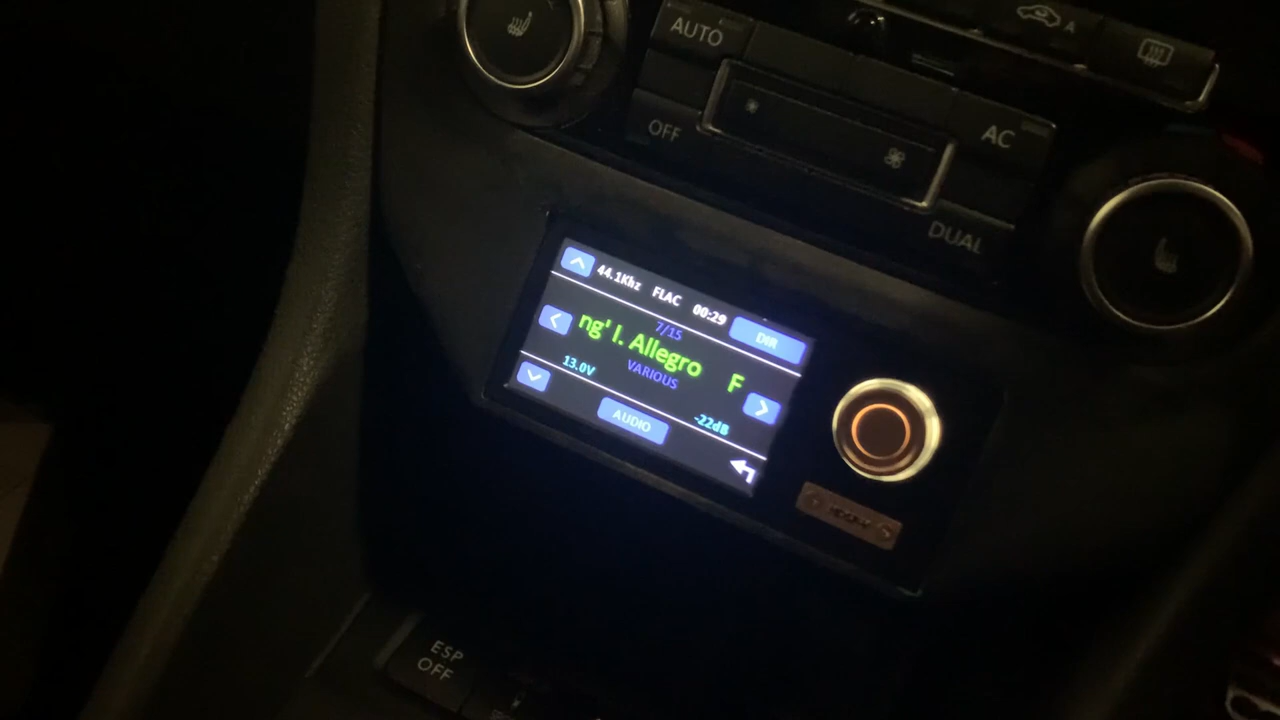 AUTO
A
OFF
AC
DUAL
44.1Khz FLAC 00:29 DIR
7/15
ng' I. Allegro F
13.0V VARIOUS
-22dB
AUDIO
ESP
OFF